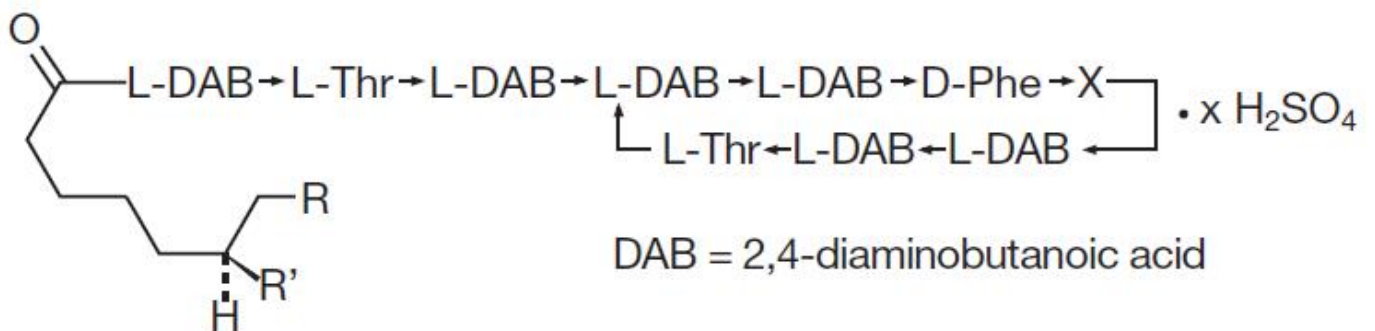 O
L-DAB→L-Thr→L-DAB→L-DAB→L-DAB→D-Phe→X · x H₂SO₄
L-Thr←L-DAB←L-DAB
R
R'
H
DAB = 2,4-diaminobutanoic acid